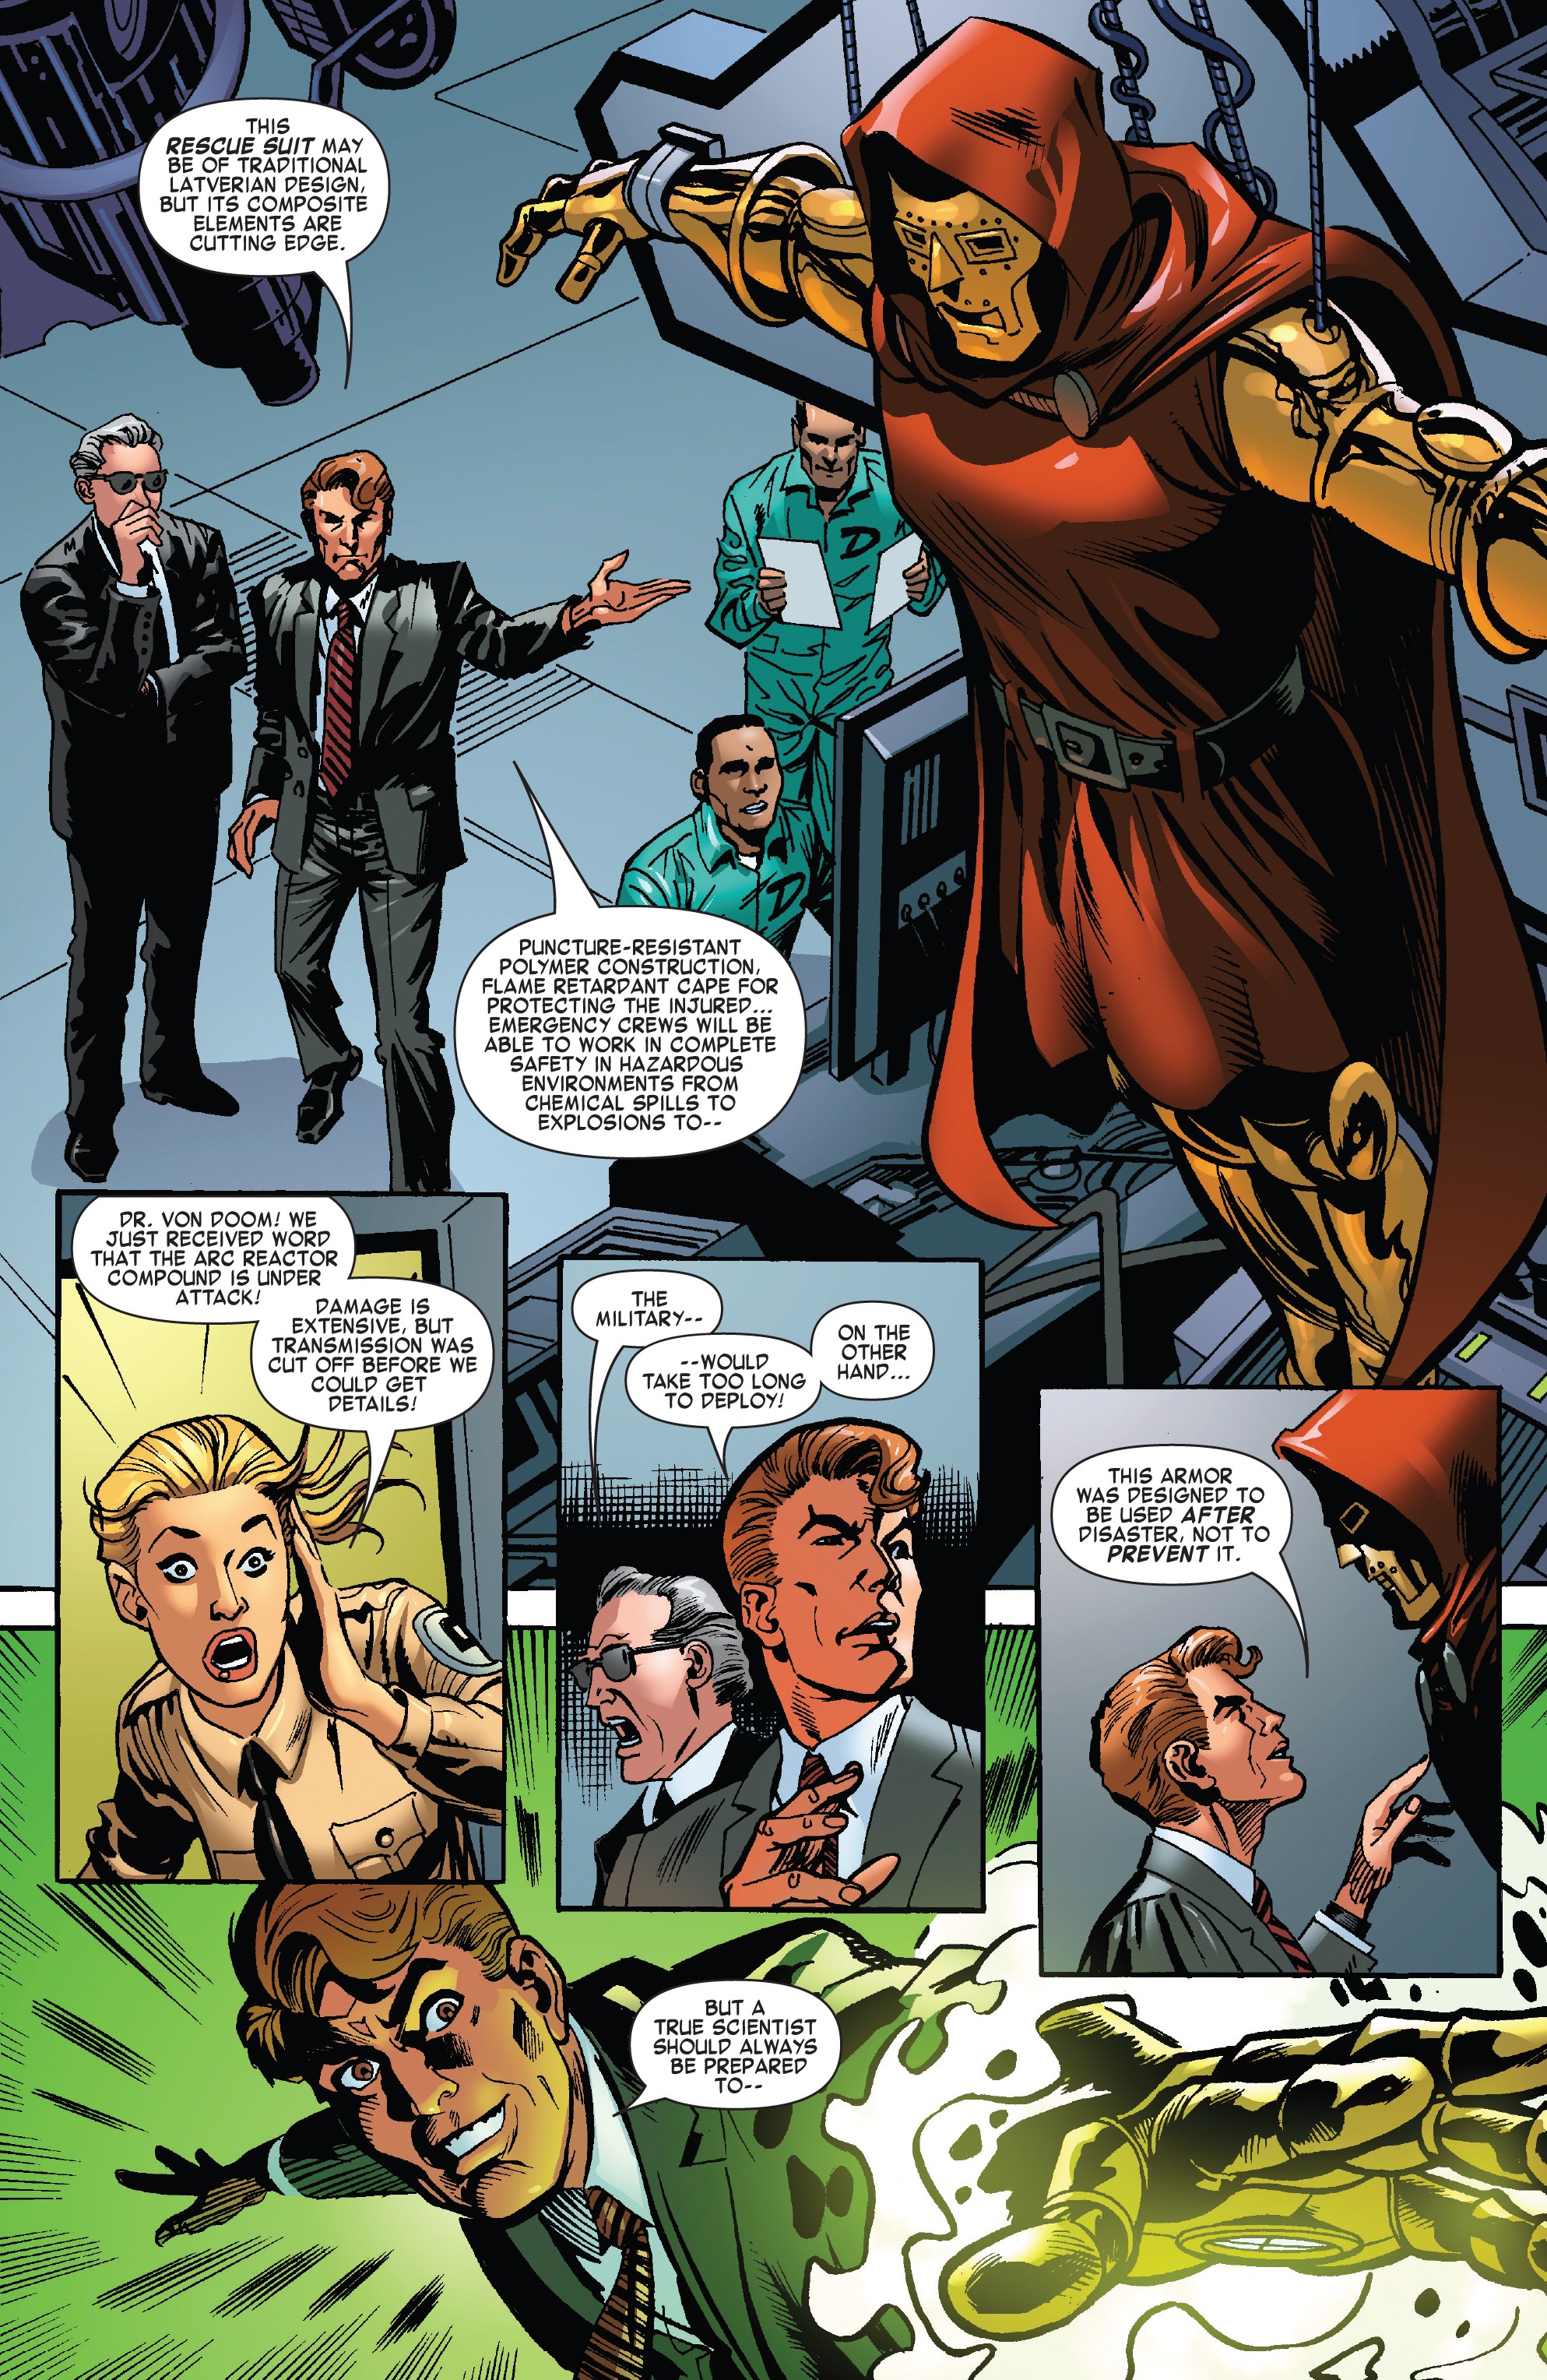 THIS
RESCUE SUIT MAY
BE OF TRADITIONAL
LATVERIAN DESIGN,
BUT ITS COMPOSITE
ELEMENTS ARE
CUTTING EDGE.
D
D
PUNCTURE-RESISTANT
POLYMER CONSTRUCTION,
FLAME RETARDANT CAPE FOR
PROTECTING THE INJURED...
EMERGENCY CREWS WILL BE
ABLE TO WORK IN COMPLETE
SAFETY IN HAZARDOUS
ENVIRONMENTS FROM
CHEMICAL SPILLS TO
EXPLOSIONS TO--
DR. VON DOOM! WE
JUST RECEIVED WORD
THAT THE ARC REACTOR
COMPOUND IS UNDER
ATTACK!
DAMAGE IS
EXTENSIVE, BUT
TRANSMISSION WAS
CUT OFF BEFORE WE
COULD GET
DETAILS!
THE
MILITARY--
--WOULD
TAKE TOO LONG
TO DEPLOY!
ON THE
OTHER
HAND...
THIS ARMOR
WAS DESIGNED TO
BE USED AFTER
DISASTER, NOT TO
PREVENT IT.
BUT A
TRUE SCIENTIST
SHOULD ALWAYS
BE PREPARED
TO--